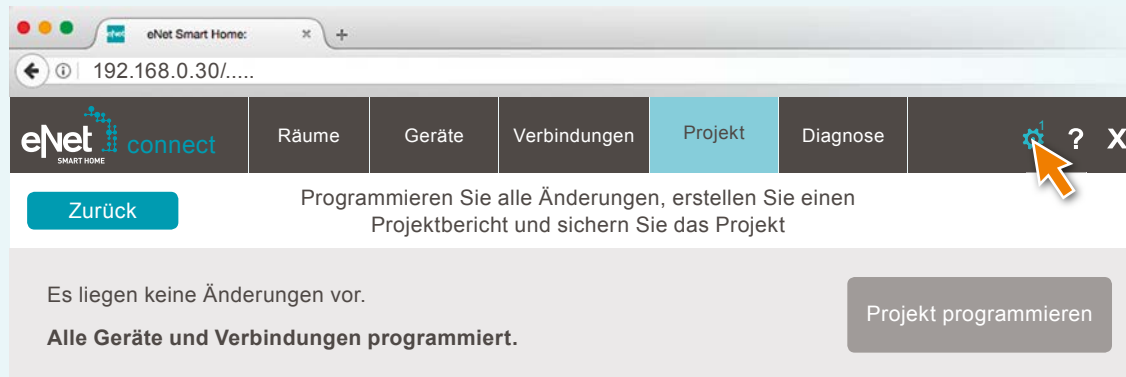 eNet Smart Home: × +
192.168.0.30/.....
eNet SMART HOME connect Räume Geräte Verbindungen Projekt Diagnose 1 ? X
Zurück
Programmieren Sie alle Änderungen, erstellen Sie einen
Projektbericht und sichern Sie das Projekt
Es liegen keine Änderungen vor.
Alle Geräte und Verbindungen programmiert.
Projekt programmieren